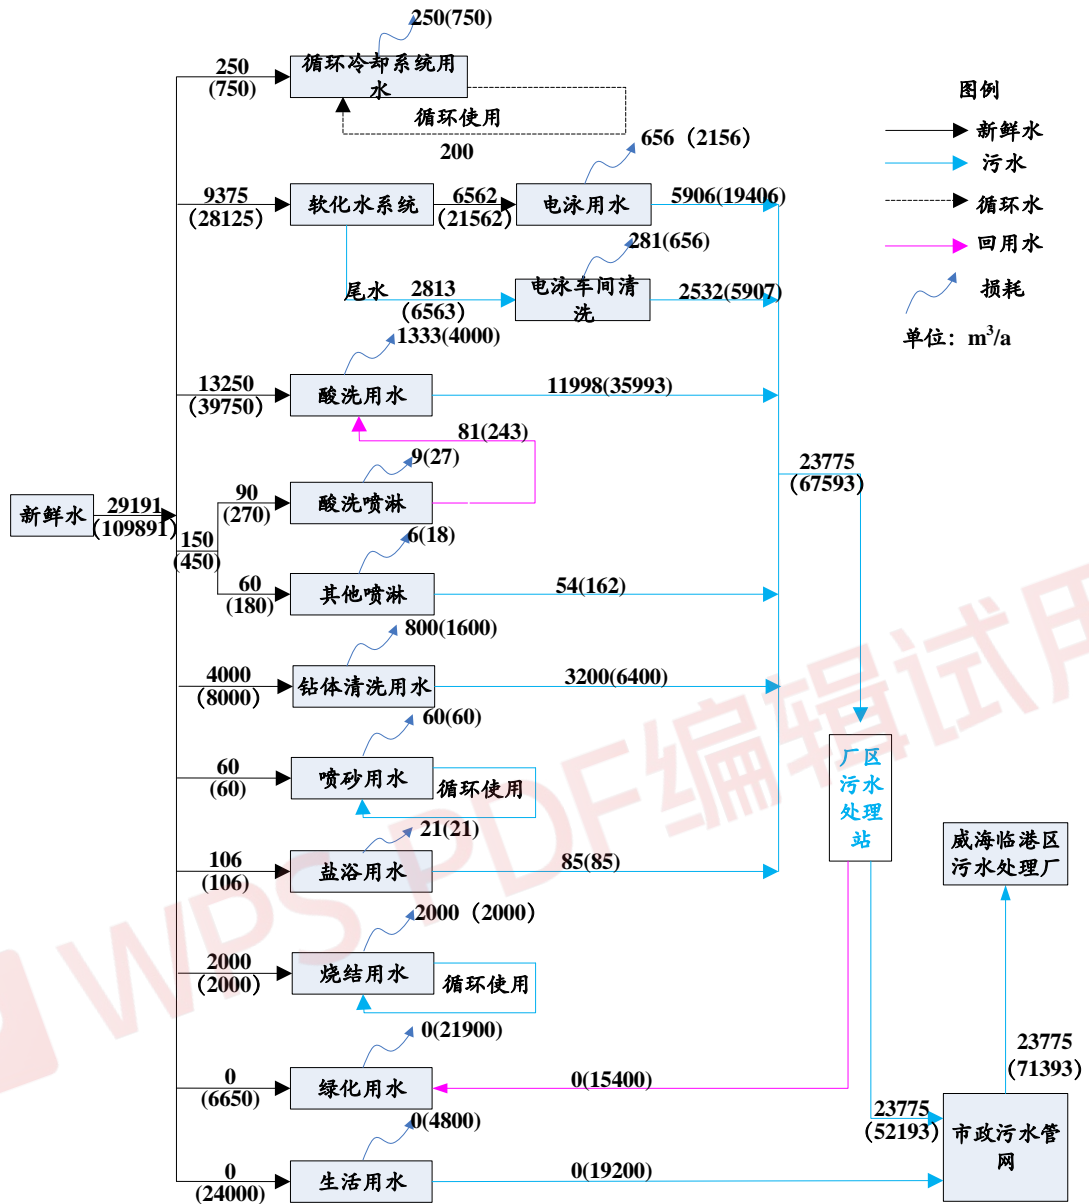 250(750)
250
(750)
循环冷却系统用
水
循环使用
200
图例
新鲜水
污水
循环水
回用水
损耗
单位：m³/a
656（2156）
9375
(28125)
软化水系统
6562
(21562)
电泳用水
5906(19406)
281(656)
尾水
2813
(6563)
电泳车间清
洗
2532(5907)
1333(4000)
13250
(39750)
酸洗用水
11998(35993)
81(243)
9(27)
90
(270)
酸洗喷淋
23775
(67593)
新鲜水
29191
(109891)
150
(450)
6(18)
60
(180)
其他喷淋
54(162)
800(1600)
4000
(8000)
钻体清洗用水
3200(6400)
60(60)
60
(60)
喷砂用水
循环使用
厂区
污水
处理
站
21(21)
106
(106)
盐浴用水
85(85)
威海临港区
污水处理厂
2000（2000）
2000
(2000)
烧结用水
循环使用
0(21900)
0
(6650)
绿化用水
0(15400)
23775
(71393)
0(4800)
23775
(52193)
市政污水管
网
0
(24000)
生活用水
0(19200)
WPS PDF编辑试用